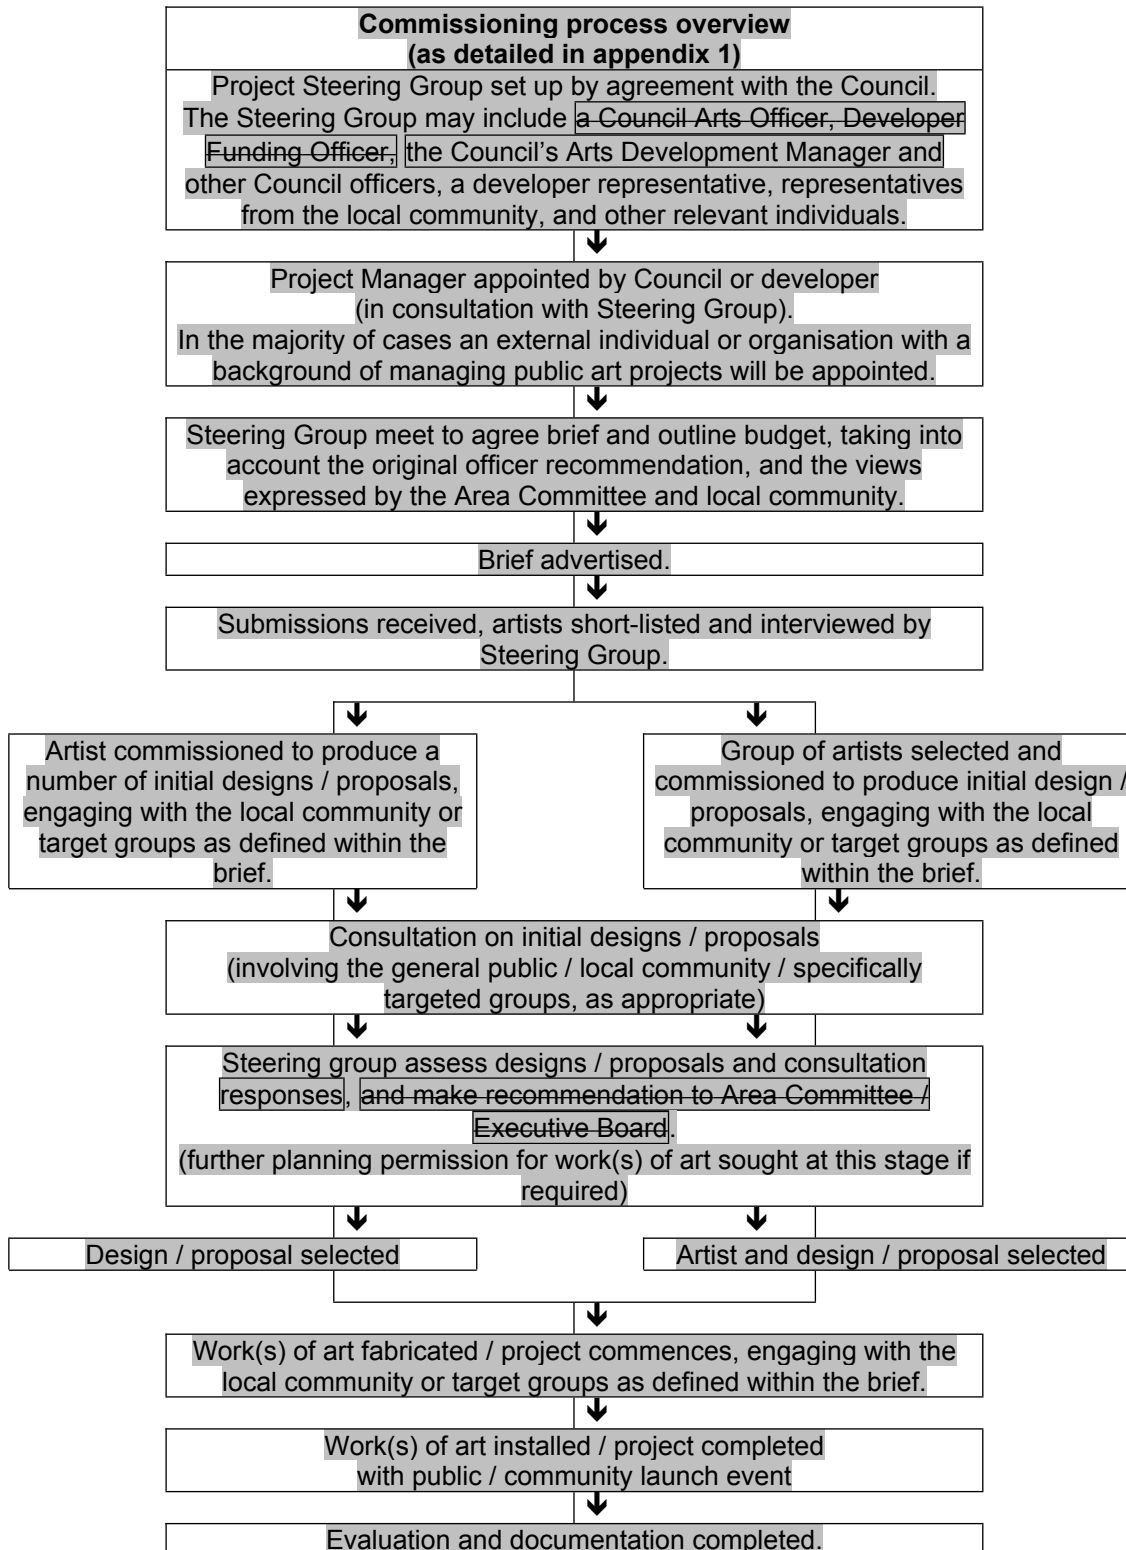 Commissioning process overview
(as detailed in appendix 1)
Project Steering Group set up by agreement with the Council.
The Steering Group may include a Council Arts Officer, Developer
Funding Officer, the Council's Arts Development Manager and
other Council officers, a developer representative, representatives
from the local community, and other relevant individuals.
Project Manager appointed by Council or developer
(in consultation with Steering Group).
In the majority of cases an external individual or organisation with a
background of managing public art projects will be appointed.
Steering Group meet to agree brief and outline budget, taking into
account the original officer recommendation, and the views
expressed by the Area Committee and local community.
Brief advertised.
Submissions received, artists short-listed and interviewed by
Steering Group.
Artist commissioned to produce a
number of initial designs / proposals,
engaging with the local community or
target groups as defined within the
brief.
Group of artists selected and
commissioned to produce initial design /
proposals, engaging with the local
community or target groups as defined
within the brief.
Consultation on initial designs / proposals
(involving the general public / local community / specifically
targeted groups, as appropriate)
Steering group assess designs / proposals and consultation
responses, and make recommendation to Area Committee /
Executive Board.
(further planning permission for work(s) of art sought at this stage if
required)
Design / proposal selected
Artist and design / proposal selected
Work(s) of art fabricated / project commences, engaging with the
local community or target groups as defined within the brief.
Work(s) of art installed / project completed
with public / community launch event
Evaluation and documentation completed.